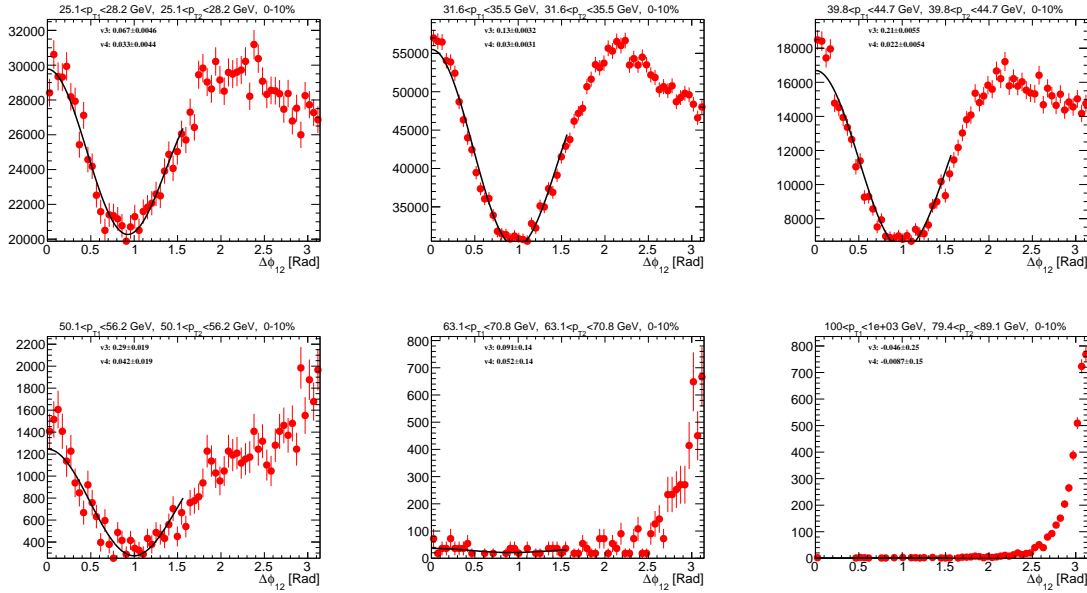 25.1<p_T1<28.2 GeV, 25.1<p_T2<28.2 GeV, 0-10%
v3: 0.067±0.0046
v4: 0.033±0.0044
30000
28000
26000
24000
22000
20000
0 0.5 1 1.5 2 2.5 3
Δϕ_12 [Rad]
31.6<p_T1<35.5 GeV, 31.6<p_T2<35.5 GeV, 0-10%
v3: 0.13±0.0032
v4: 0.03±0.0031
55000
50000
45000
40000
35000
0 0.5 1 1.5 2 2.5 3
Δϕ_12 [Rad]
39.8<p_T1<44.7 GeV, 39.8<p_T2<44.7 GeV, 0-10%
v3: 0.21±0.0055
v4: 0.022±0.0054
18000
16000
14000
12000
10000
8000
0 0.5 1 1.5 2 2.5 3
Δϕ_12 [Rad]
50.1<p_T1<56.2 GeV, 50.1<p_T2<56.2 GeV, 0-10%
v3: 0.29±0.019
v4: 0.042±0.019
2200
2000
1800
1600
1400
1200
1000
800
600
400
0 0.5 1 1.5 2 2.5 3
Δϕ_12 [Rad]
63.1<p_T1<70.8 GeV, 63.1<p_T2<70.8 GeV, 0-10%
v3: 0.091±0.14
v4: 0.052±0.14
800
700
600
500
400
300
200
100
0
0 0.5 1 1.5 2 2.5 3
Δϕ_12 [Rad]
100<p_T1<1e+03 GeV, 79.4<p_T2<89.1 GeV, 0-10%
v3: -0.046±0.25
v4: -0.0087±0.15
800
700
600
500
400
300
200
100
0
0 0.5 1 1.5 2 2.5 3
Δϕ_12 [Rad]